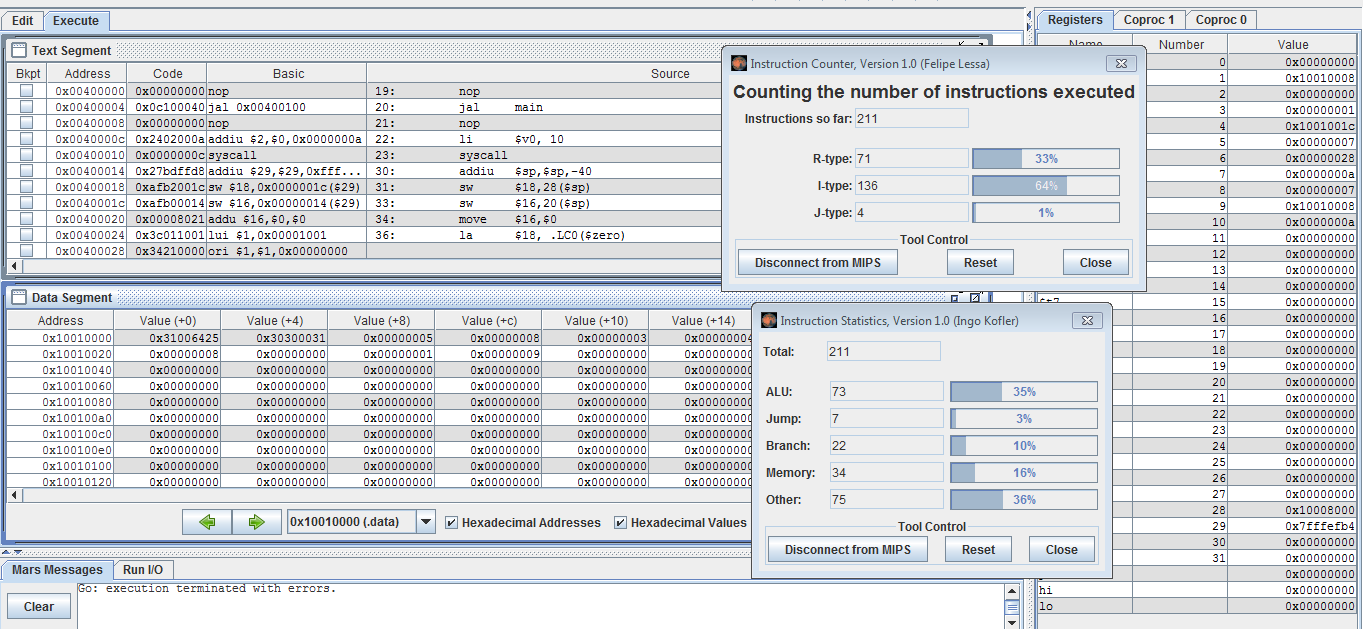 Edit Execute
Text Segment
Bkpt Address Code Basic Source
0x00400000 0x00000000 nop 19: nop
0x00400004 0x0c100040 jal 0x00400100 20: jal main
0x00400008 0x00000000 nop 21: nop
0x0040000c 0x2402000a addiu $2,$0,0x0000000a 22: li $v0, 10
0x00400010 0x0000000c syscall 23: syscall
0x00400014 0x27bdffd8 addiu $29,$29,0xfff... 30: addiu $sp,$sp,-40
0x00400018 0xafb2001c sw $18,0x0000001c($29) 31: sw $18,28($sp)
0x0040001c 0xafb00014 sw $16,0x00000014($29) 33: sw $16,20($sp)
0x00400020 0x00008021 addu $16,$0,$0 34: move $16,$0
0x00400024 0x3c011001 lui $1,0x00001001 36: la $18, .LC0($zero)
0x00400028 0x34210000 ori $1,$1,0x00000000
Data Segment
Address Value (+0) Value (+4) Value (+8) Value (+c) Value (+10) Value (+14)
0x10010000 0x31006425 0x30300031 0x00000005 0x00000008 0x00000003 0x00000004
0x10010020 0x00000008 0x00000000 0x00000001 0x00000009 0x00000000 0x00000000
0x10010040 0x00000000 0x00000000 0x00000000 0x00000000 0x00000000 0x00000000
0x10010060 0x00000000 0x00000000 0x00000000 0x00000000 0x00000000 0x00000000
0x10010080 0x00000000 0x00000000 0x00000000 0x00000000 0x00000000 0x00000000
0x100100a0 0x00000000 0x00000000 0x00000000 0x00000000 0x00000000 0x00000000
0x100100c0 0x00000000 0x00000000 0x00000000 0x00000000 0x00000000 0x00000000
0x100100e0 0x00000000 0x00000000 0x00000000 0x00000000 0x00000000 0x00000000
0x10010100 0x00000000 0x00000000 0x00000000 0x00000000 0x00000000 0x00000000
0x10010120 0x00000000 0x00000000 0x00000000 0x00000000 0x00000000 0x00000000
0x10010000 (.data) Hexadecimal Addresses Hexadecimal Values
Mars Messages Run I/O
Clear
Go: execution terminated with errors.
Instruction Counter, Version 1.0 (Felipe Lessa)
Counting the number of instructions executed
Instructions so far: 211
R-type: 71 33%
I-type: 136 64%
J-type: 4 1%
Tool Control
Disconnect from MIPS Reset Close
Instruction Statistics, Version 1.0 (Ingo Kofler)
Total: 211
ALU: 73 35%
Jump: 7 3%
Branch: 22 10%
Memory: 34 16%
Other: 75 36%
Tool Control
Disconnect from MIPS Reset Close
Registers Coproc 1 Coproc 0
Name Number Value
0 0x00000000
1 0x10010008
2 0x00000000
3 0x00000001
4 0x1001001c
5 0x00000007
6 0x00000028
7 0x0000000a
8 0x00000007
9 0x10010008
10 0x0000000a
11 0x00000000
12 0x00000000
13 0x00000000
14 0x00000000
$t7 15 0x00000000
16 0x00000000
17 0x00000000
18 0x00000000
19 0x00000000
20 0x00000000
21 0x00000000
22 0x00000000
23 0x00000000
24 0x00000000
25 0x00000000
26 0x00000000
27 0x00000000
28 0x10008000
29 0x7fffefb4
30 0x00000000
31 0x00000000
0x00000000
hi 0x00000000
lo 0x00000000